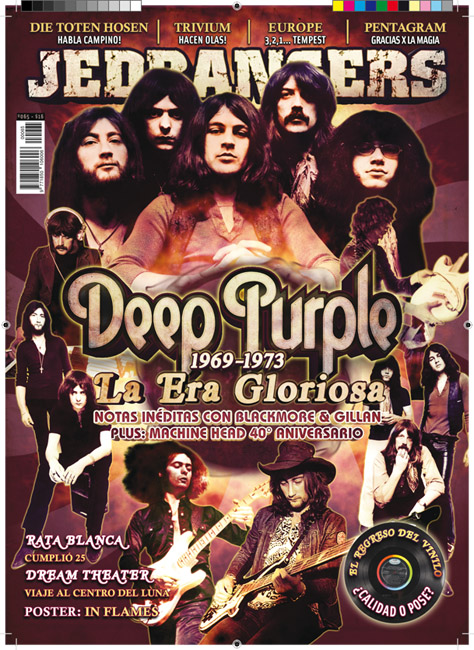 DIE TOTEN HOSEN
HABLA CAMPINO!
TRIVIUM
HACEN OLAS!
EUROPE
3,2,1... TEMPEST
PENTAGRAM
GRACIAS X LA MAGIA
JEDBANGERS
Deep Purple
1969-1973
La Era Gloriosa
NOTAS INÉDITAS CON BLACKMORE & GILLAN
PLUS: MACHINE HEAD 40º ANIVERSARIO
RATA BLANCA
CUMPLIÓ 25
DREAM THEATER
VIAJE AL CENTRO DEL LUNA
POSTER: IN FLAMES
EL REGRESO DEL VINILO
¿CALIDAD O POSE?